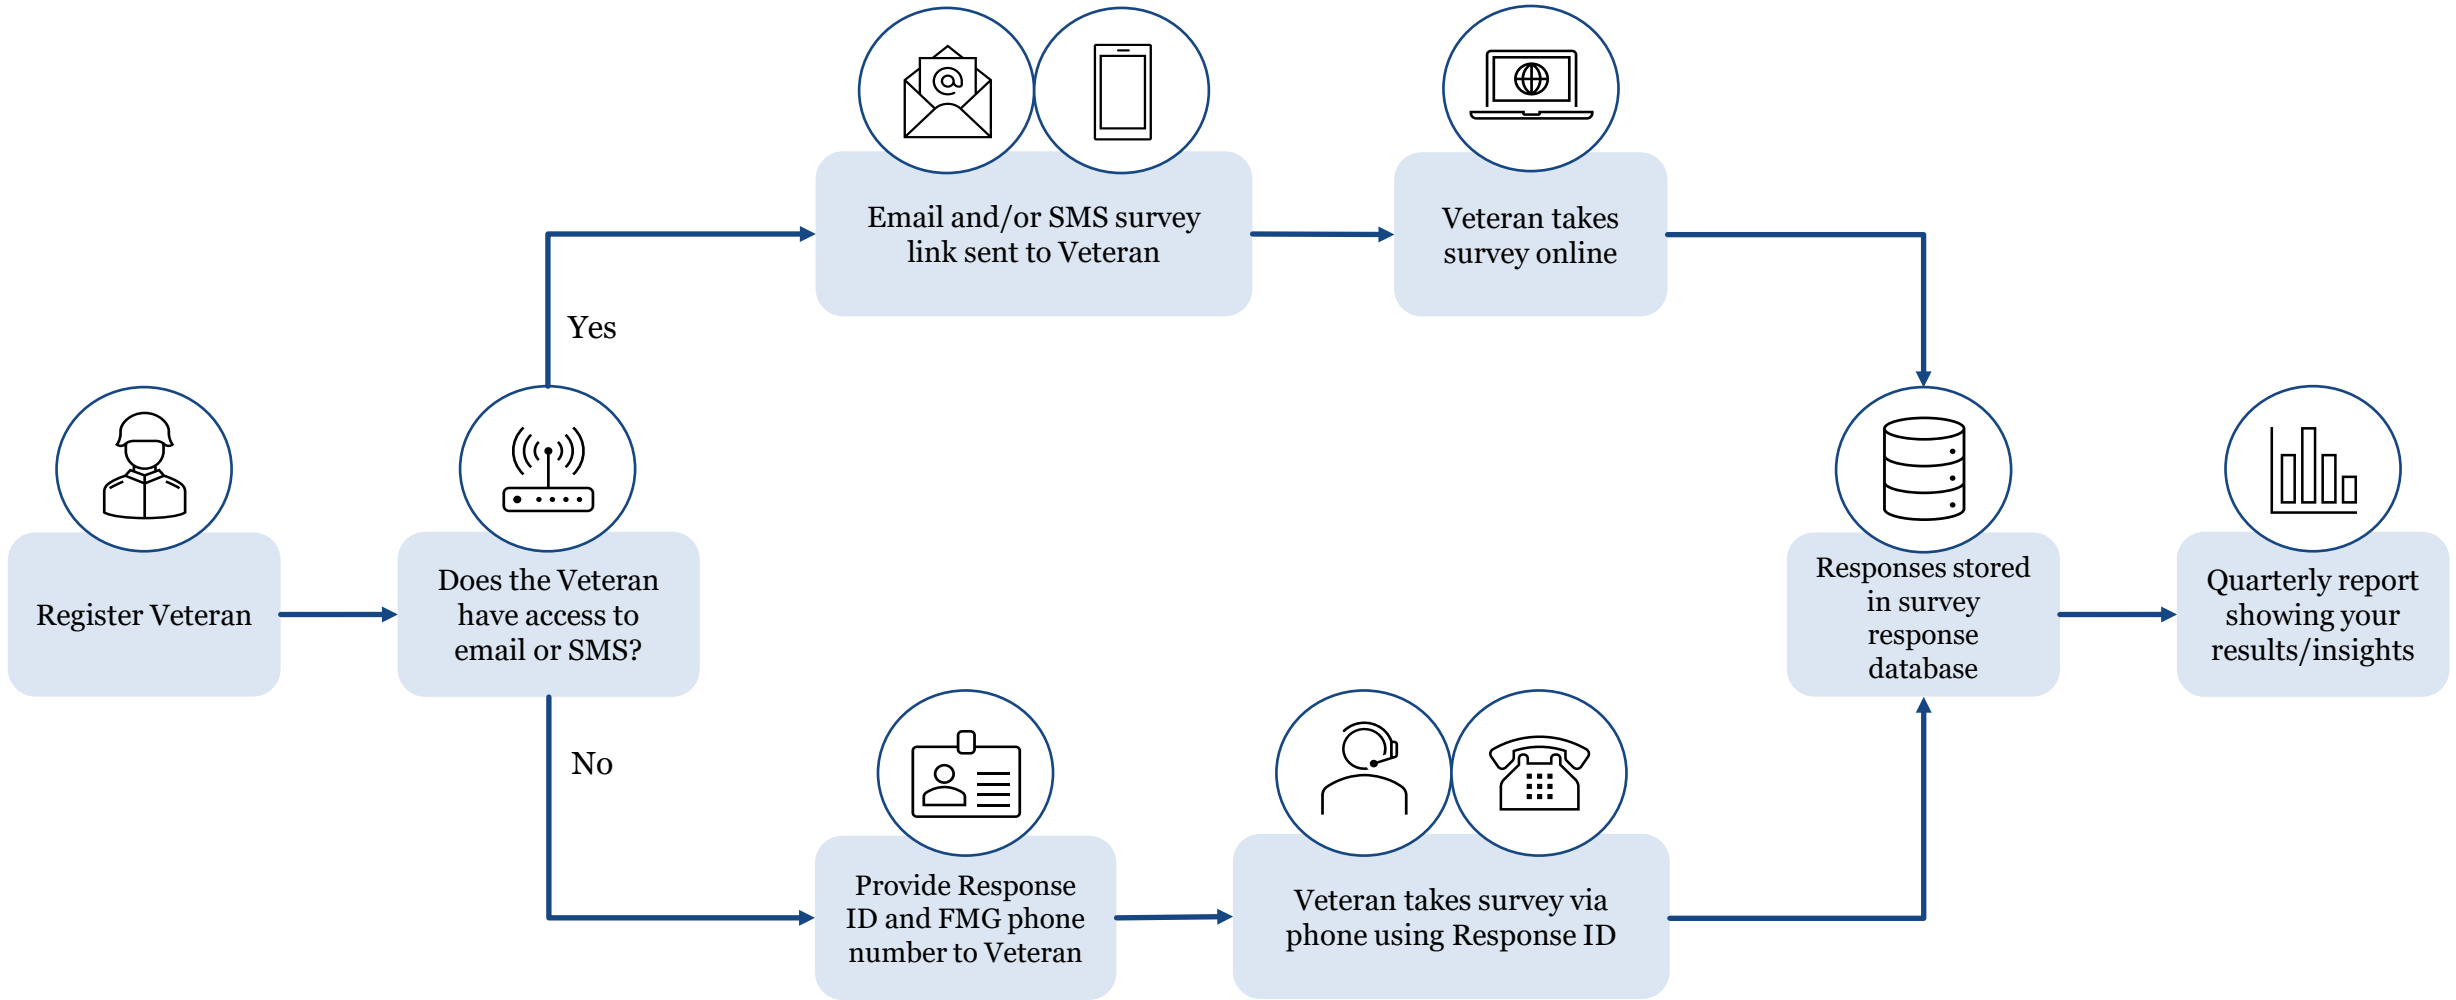 Register Veteran
Does the Veteran
have access to
email or SMS?
Yes
Email and/or SMS survey
link sent to Veteran
Veteran takes
survey online
No
Provide Response
ID and FMG phone
number to Veteran
Veteran takes survey via
phone using Response ID
Responses stored
in survey
response
database
Quarterly report
showing your
results/insights